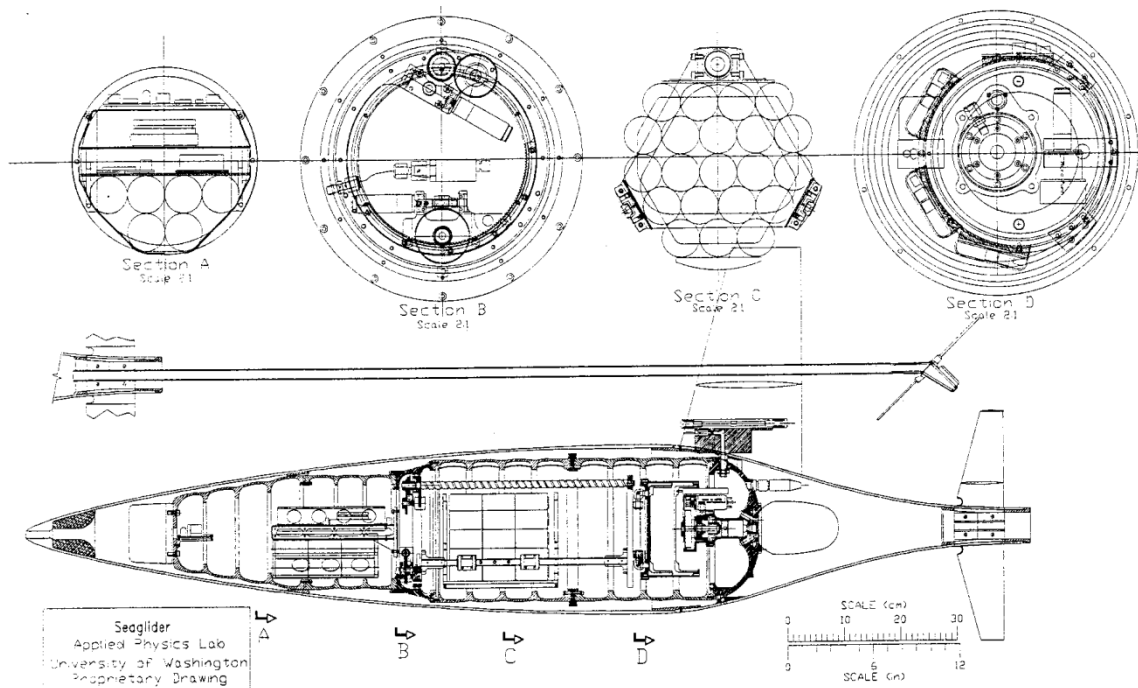 Section A
Scale 2:1
Section B
Scale 2:1
Section C
Scale 2:1
Section D
Scale 2:1
A
B
C
D
Seaglider
Applied Physics Lab
University of Washington
Proprietary Drawing
SCALE (cm)
0 10 20 30
0 6 12
SCALE (in)